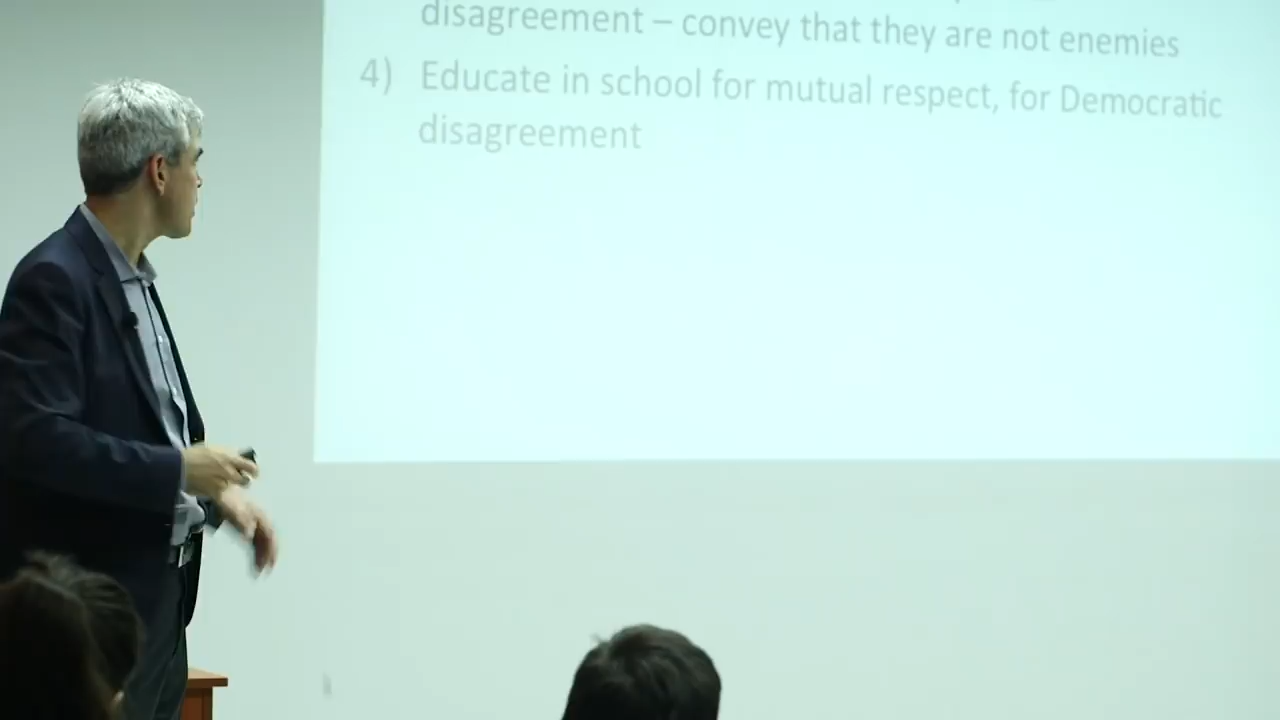 disagreement – convey that they are not enemies
4) Educate in school for mutual respect, for Democratic
disagreement